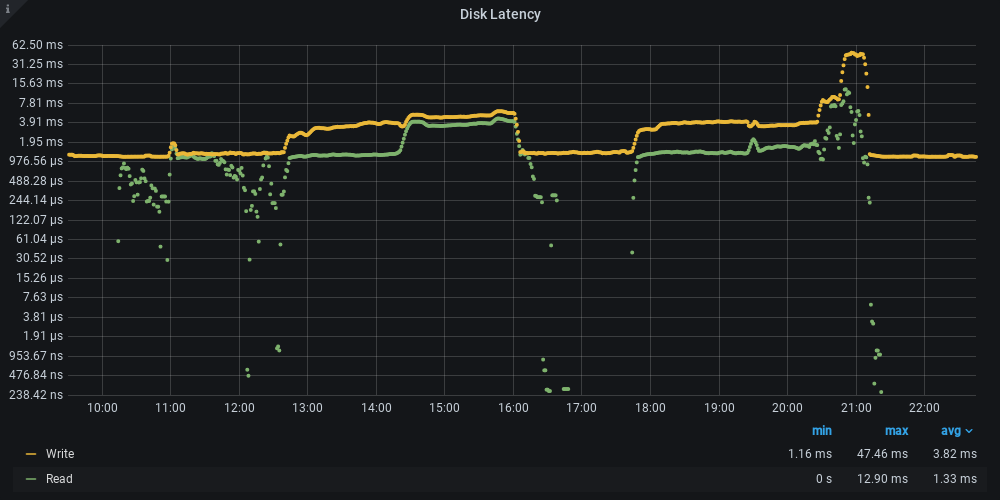 i
Disk Latency
62.50 ms
31.25 ms
15.63 ms
7.81 ms
3.91 ms
1.95 ms
976.56 µs
488.28 µs
244.14 µs
122.07 µs
61.04 µs
30.52 µs
15.26 µs
7.63 µs
3.81 µs
1.91 µs
953.67 ns
476.84 ns
238.42 ns
10:00 11:00 12:00 13:00 14:00 15:00 16:00 17:00 18:00 19:00 20:00 21:00 22:00
min max avg
Write 1.16 ms 47.46 ms 3.82 ms
Read 0 s 12.90 ms 1.33 ms